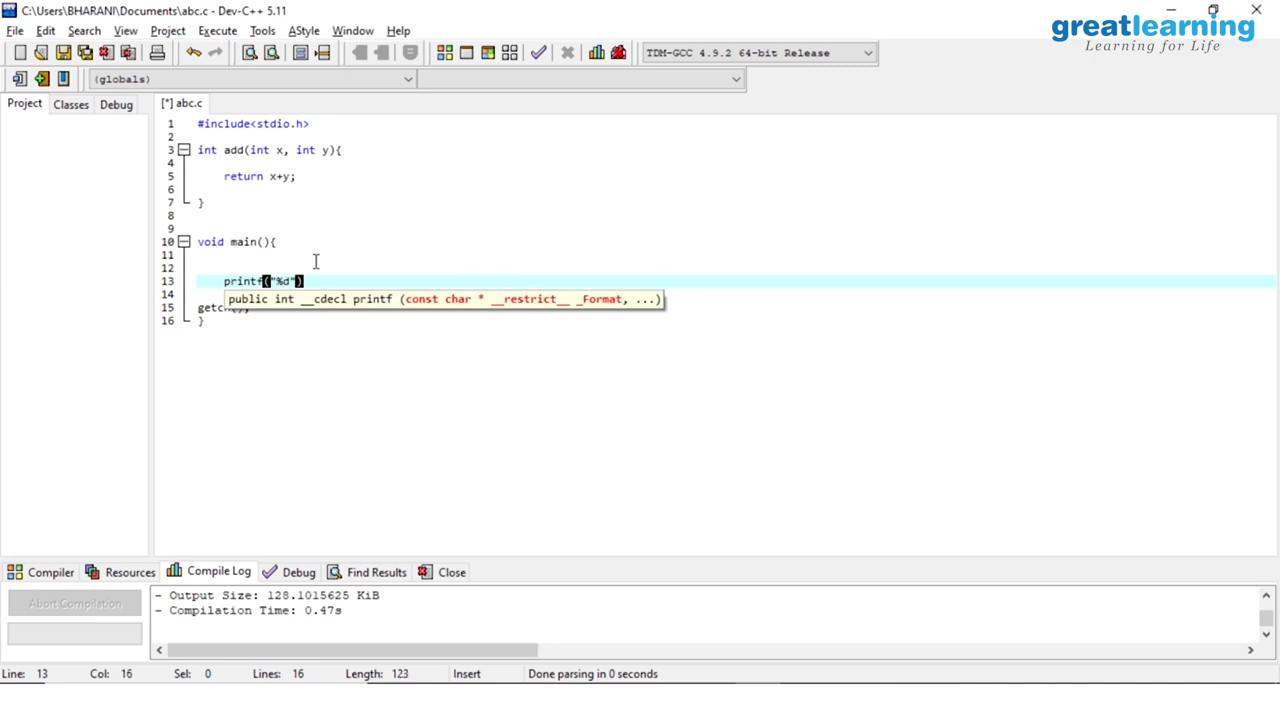 C:\Users\BHARANI\Documents\abc.c - Dev-C++ 5.11
greatlearning
Learning for Life
File Edit Search View Project Execute Tools AStyle Window Help
TDM-GCC 4.9.2 64-bit Release
(globals)
Project Classes Debug
[*] abc.c
1 #include<stdio.h>
2
3 int add(int x, int y){
4
5 return x+y;
6
7 }
8
9
10 void main(){
11
12
13 printf("%d")
public int __cdecl printf (const char * __restrict__ _Format, ...)
14
15
16 }
Compiler Resources Compile Log Debug Find Results Close
Abort Compilation
- Output Size: 128.1015625 KiB
- Compilation Time: 0.47s
Line: 13 Col: 16 Sel: 0 Lines: 16 Length: 123 Insert Done parsing in 0 seconds